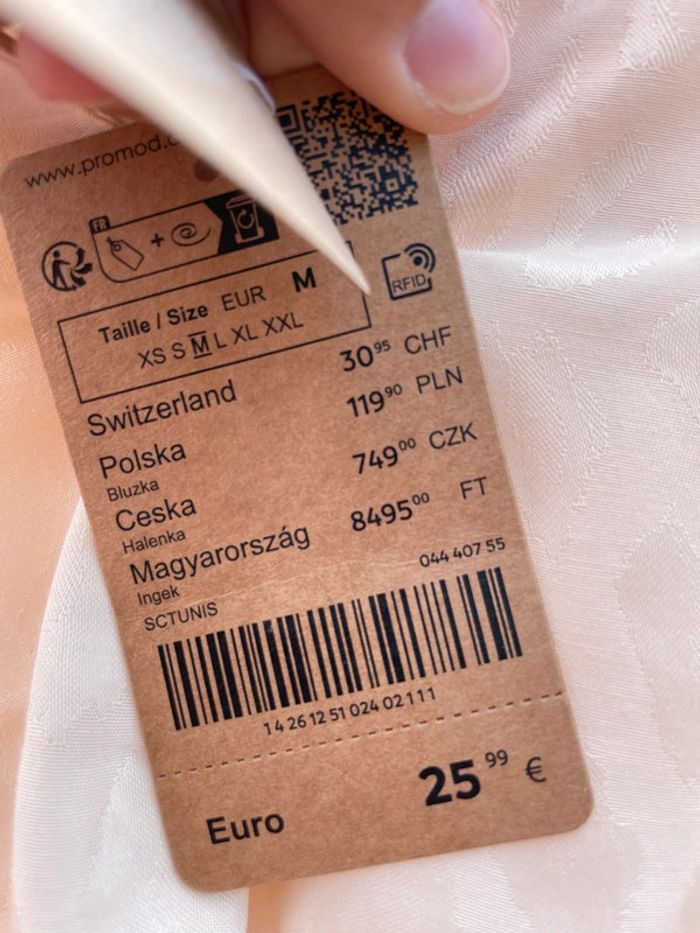 www.promod.c
FR
+
RFID
Taille / Size EUR M
XS S M L XL XXL
Switzerland 30⁹⁵ CHF
Polska 119⁹⁰ PLN
Bluzka
Ceska 749⁰⁰ CZK
Halenka
Magyarország 8495⁰⁰ FT
Ingek
SCTUNIS 044 407 55
1 4 26 12 51 024 02 1 1 1
Euro 25⁹⁹ €